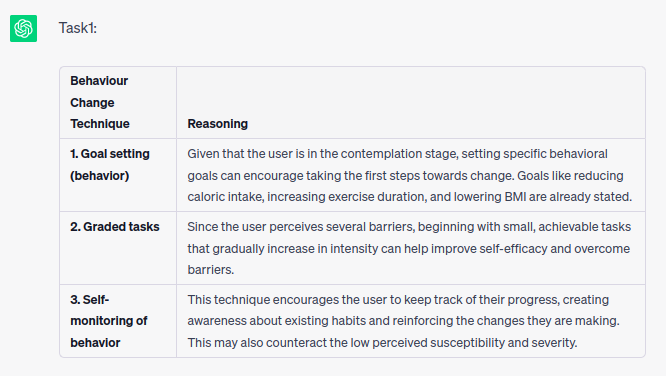 Task1:
Behaviour
Change
Technique
Reasoning
1. Goal setting
(behavior)
Given that the user is in the contemplation stage, setting specific behavioral
goals can encourage taking the first steps towards change. Goals like reducing
caloric intake, increasing exercise duration, and lowering BMI are already stated.
2. Graded tasks
Since the user perceives several barriers, beginning with small, achievable tasks
that gradually increase in intensity can help improve self-efficacy and overcome
barriers.
3. Self-
monitoring of
behavior
This technique encourages the user to keep track of their progress, creating
awareness about existing habits and reinforcing the changes they are making.
This may also counteract the low perceived susceptibility and severity.